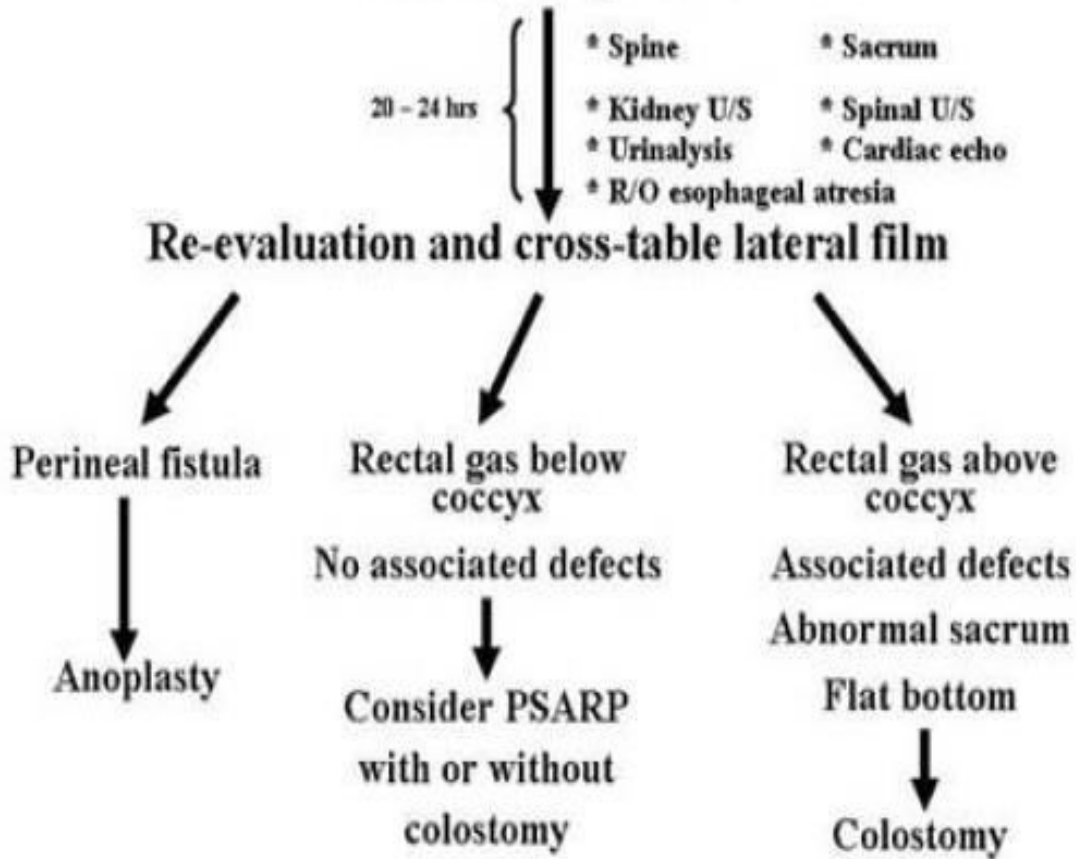 * Spine * Sacrum
20 – 24 hrs
* Kidney U/S * Spinal U/S
* Urinalysis * Cardiac echo
* R/O esophageal atresia
Re-evaluation and cross-table lateral film
Perineal fistula
Anoplasty
Rectal gas below
coccyx
No associated defects
Consider PSARP
with or without
colostomy
Rectal gas above
coccyx
Associated defects
Abnormal sacrum
Flat bottom
Colostomy